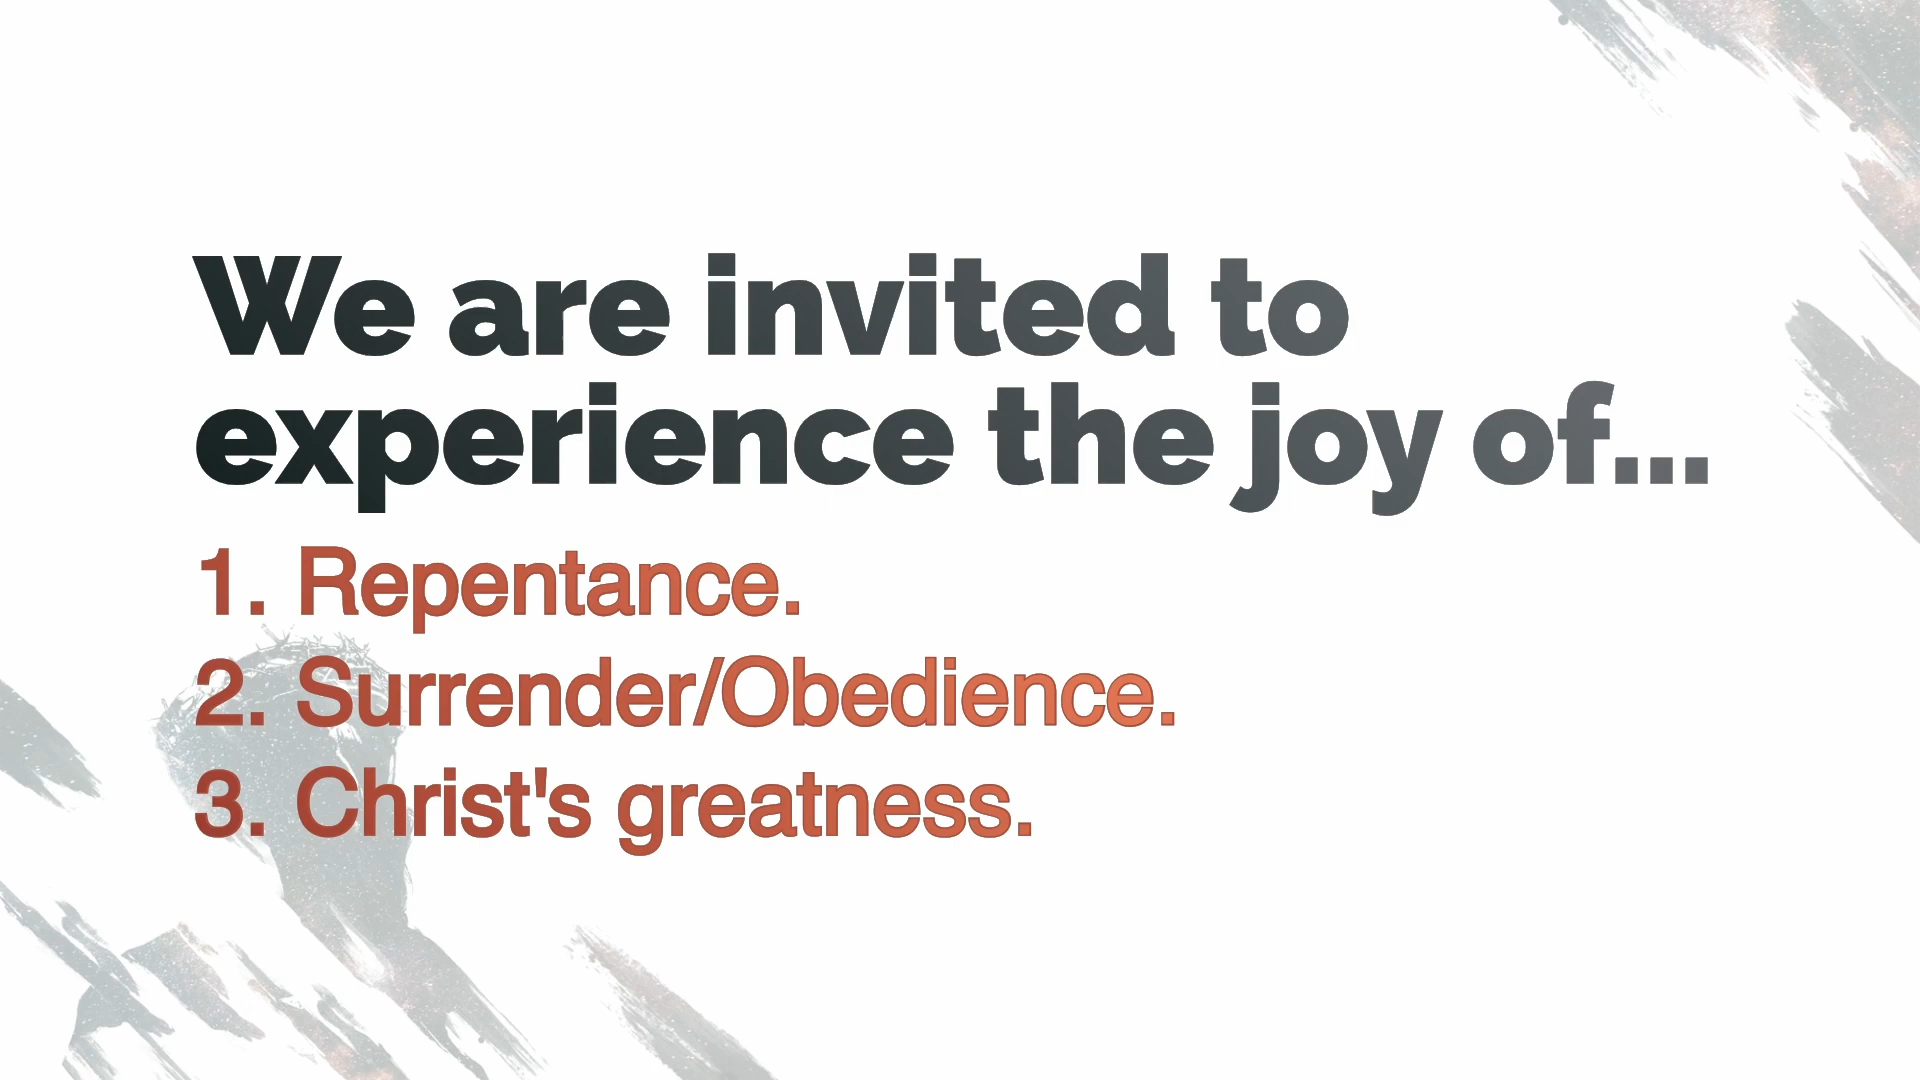 We are invited to
experience the joy of...
1. Repentance.
2. Surrender/Obedience.
3. Christ's greatness.